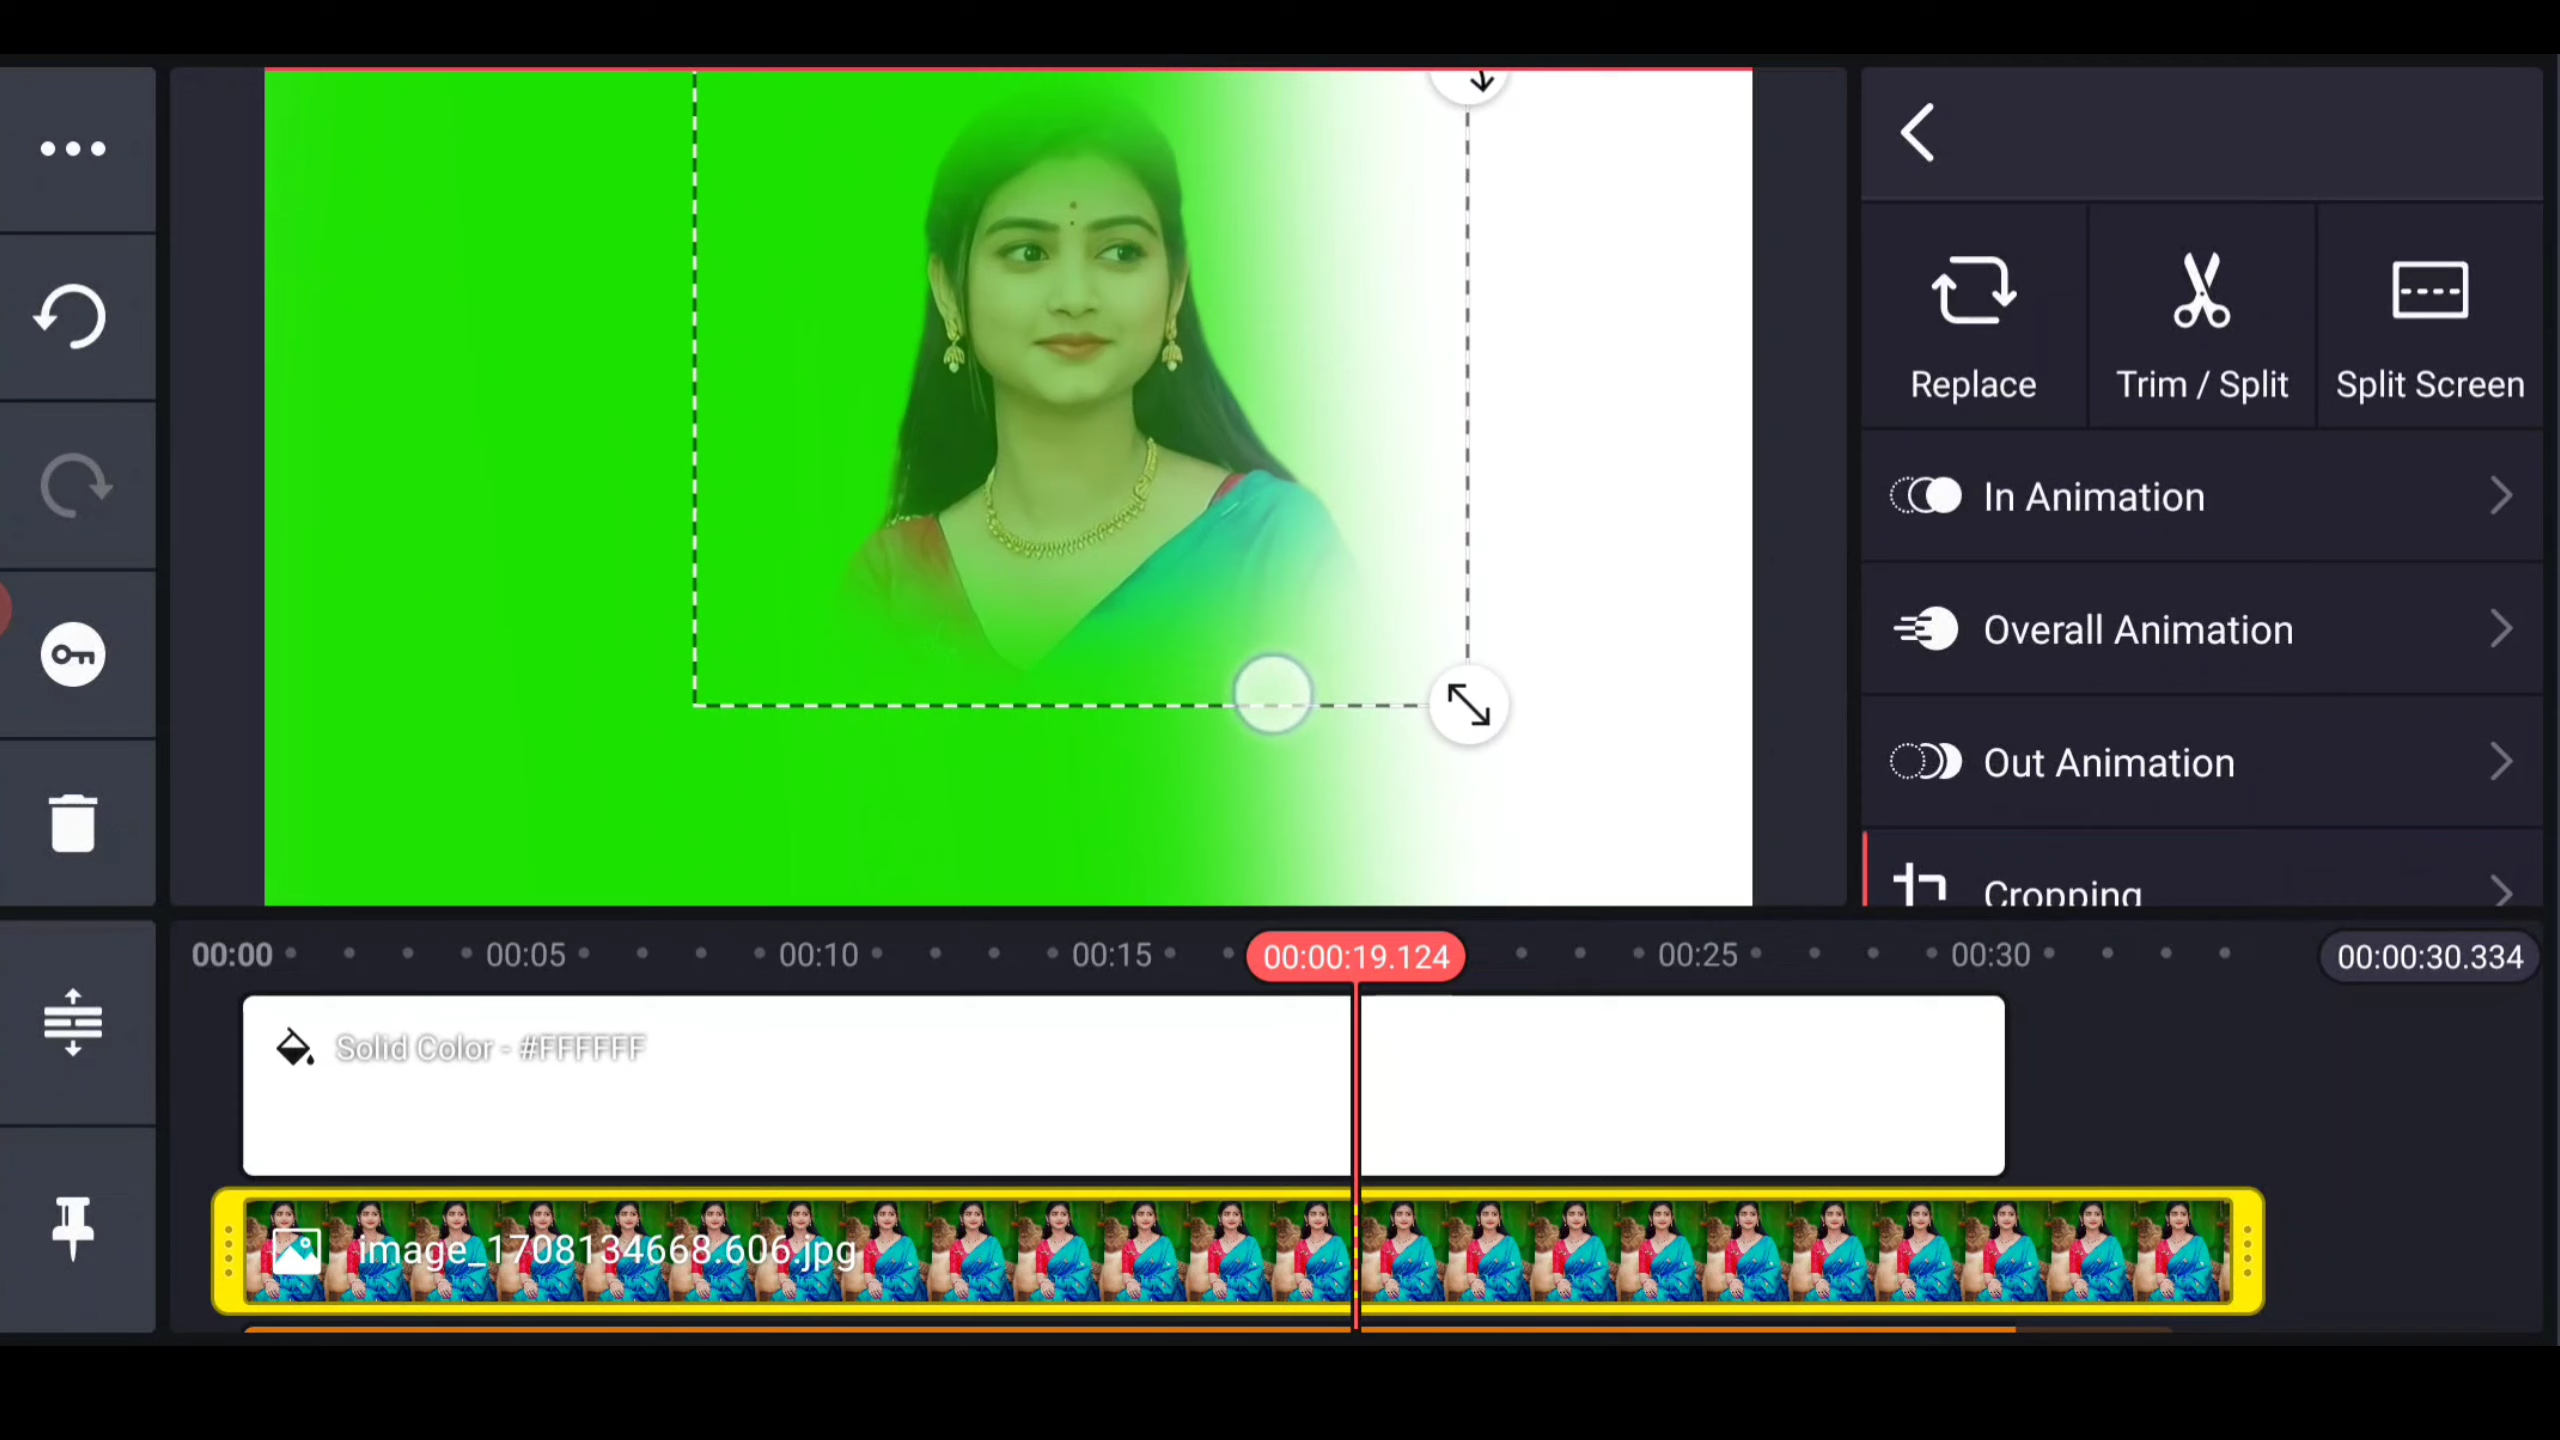 Replace
Trim / Split
Split Screen
In Animation
Overall Animation
Out Animation
Cropping
00:00
00:05
00:10
00:15
00:00:19.124
00:25
00:30
00:00:30.334
Solid Color - #FFFFFF
image_1708134668.606.jpg